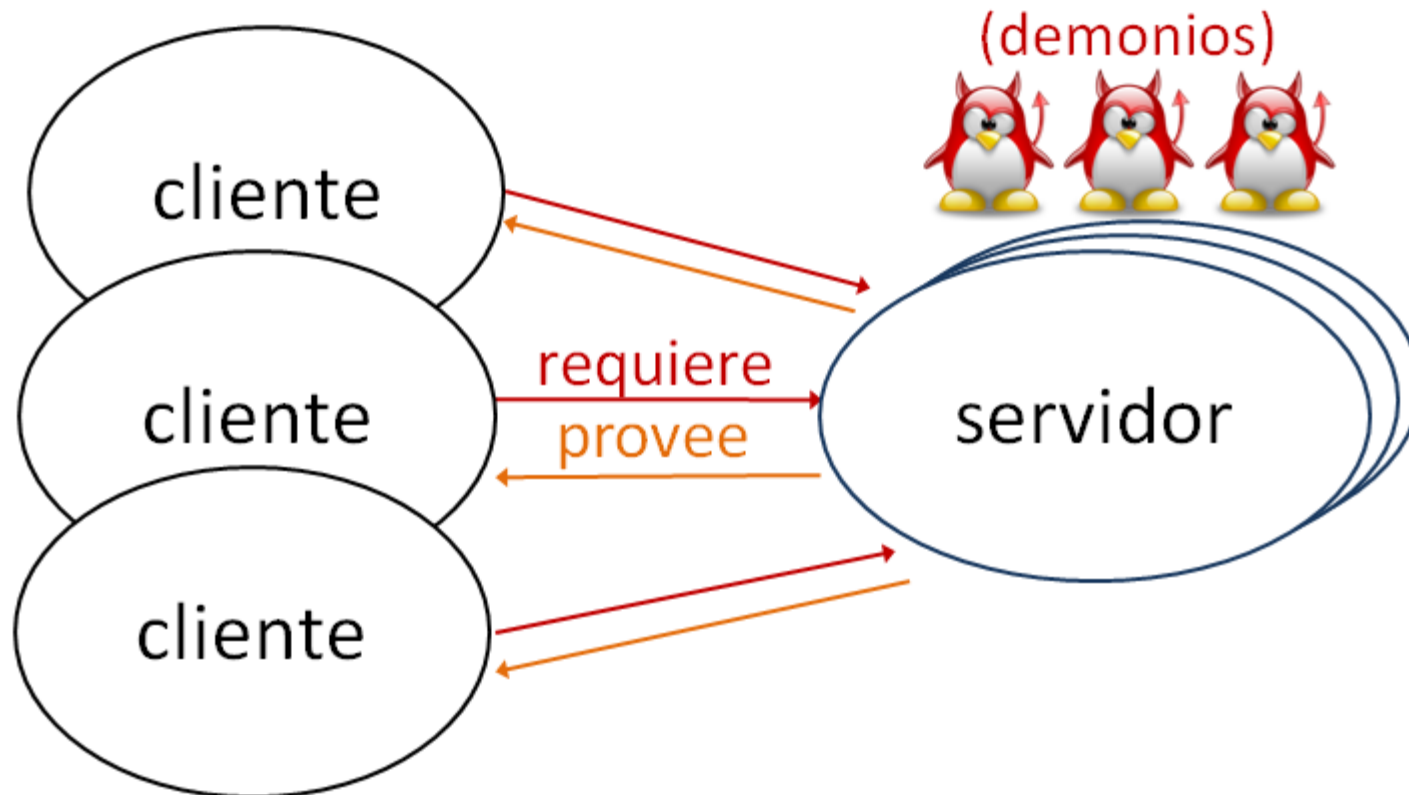 (demonios)
cliente
cliente
requiere
provee
servidor
cliente